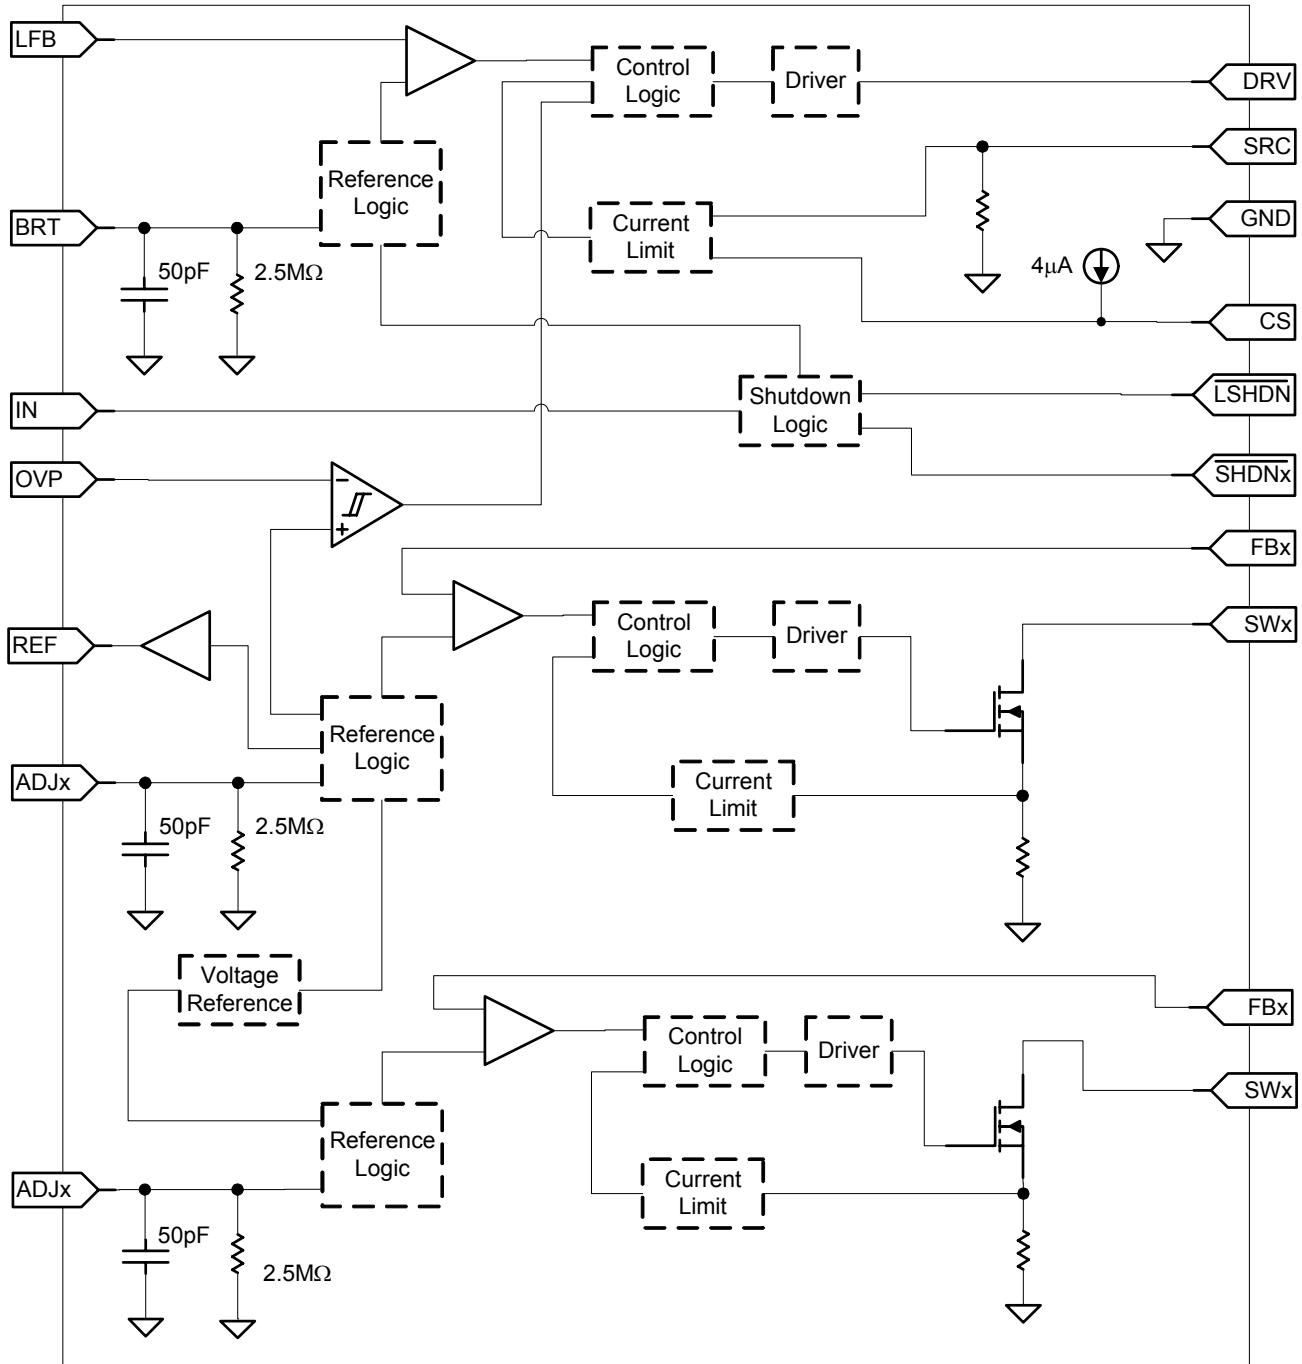 LFB
Control
Logic
Driver
DRV
SRC
Reference
Logic
BRT
Current
Limit
GND
50pF
2.5MΩ
4µA
CS
IN
Shutdown
Logic
LSHDN
OVP
SHDNx
−
+
FBx
REF
Control
Logic
Driver
SWx
Reference
Logic
ADJx
Current
Limit
50pF
2.5MΩ
Voltage
Reference
FBx
Control
Logic
Driver
SWx
Reference
Logic
ADJx
Current
Limit
50pF
2.5MΩ